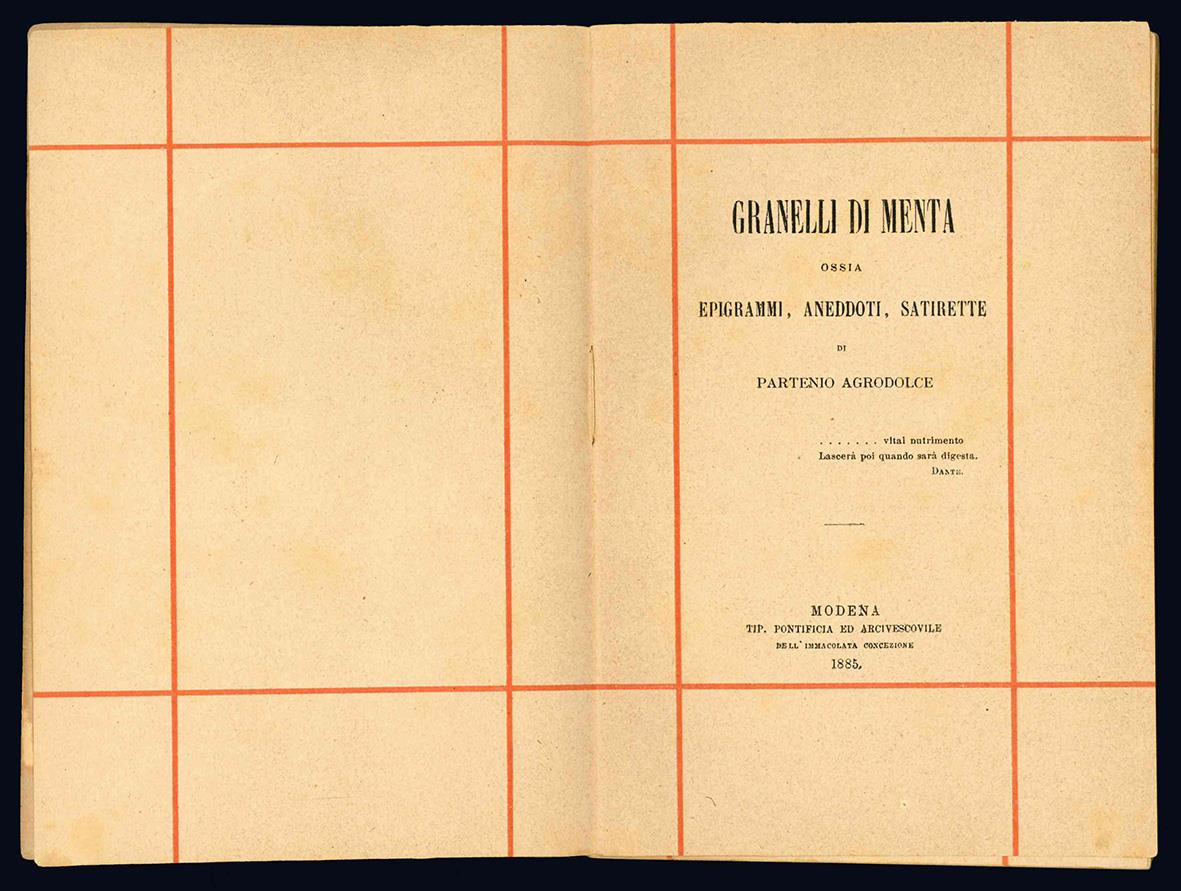 GRANELLI DI MENTA
OSSIA
EPIGRAMMI, ANEDDOTI, SATIRETTE
DI
PARTENIO AGRODOLCE
. . . . . . . vital nutrimento
Lascerà poi quando sarà digesta.
DANTE.
MODENA
TIP. PONTIFICIA ED ARCIVESCOVILE
DELL' IMMACOLATA CONCEZIONE
1885.